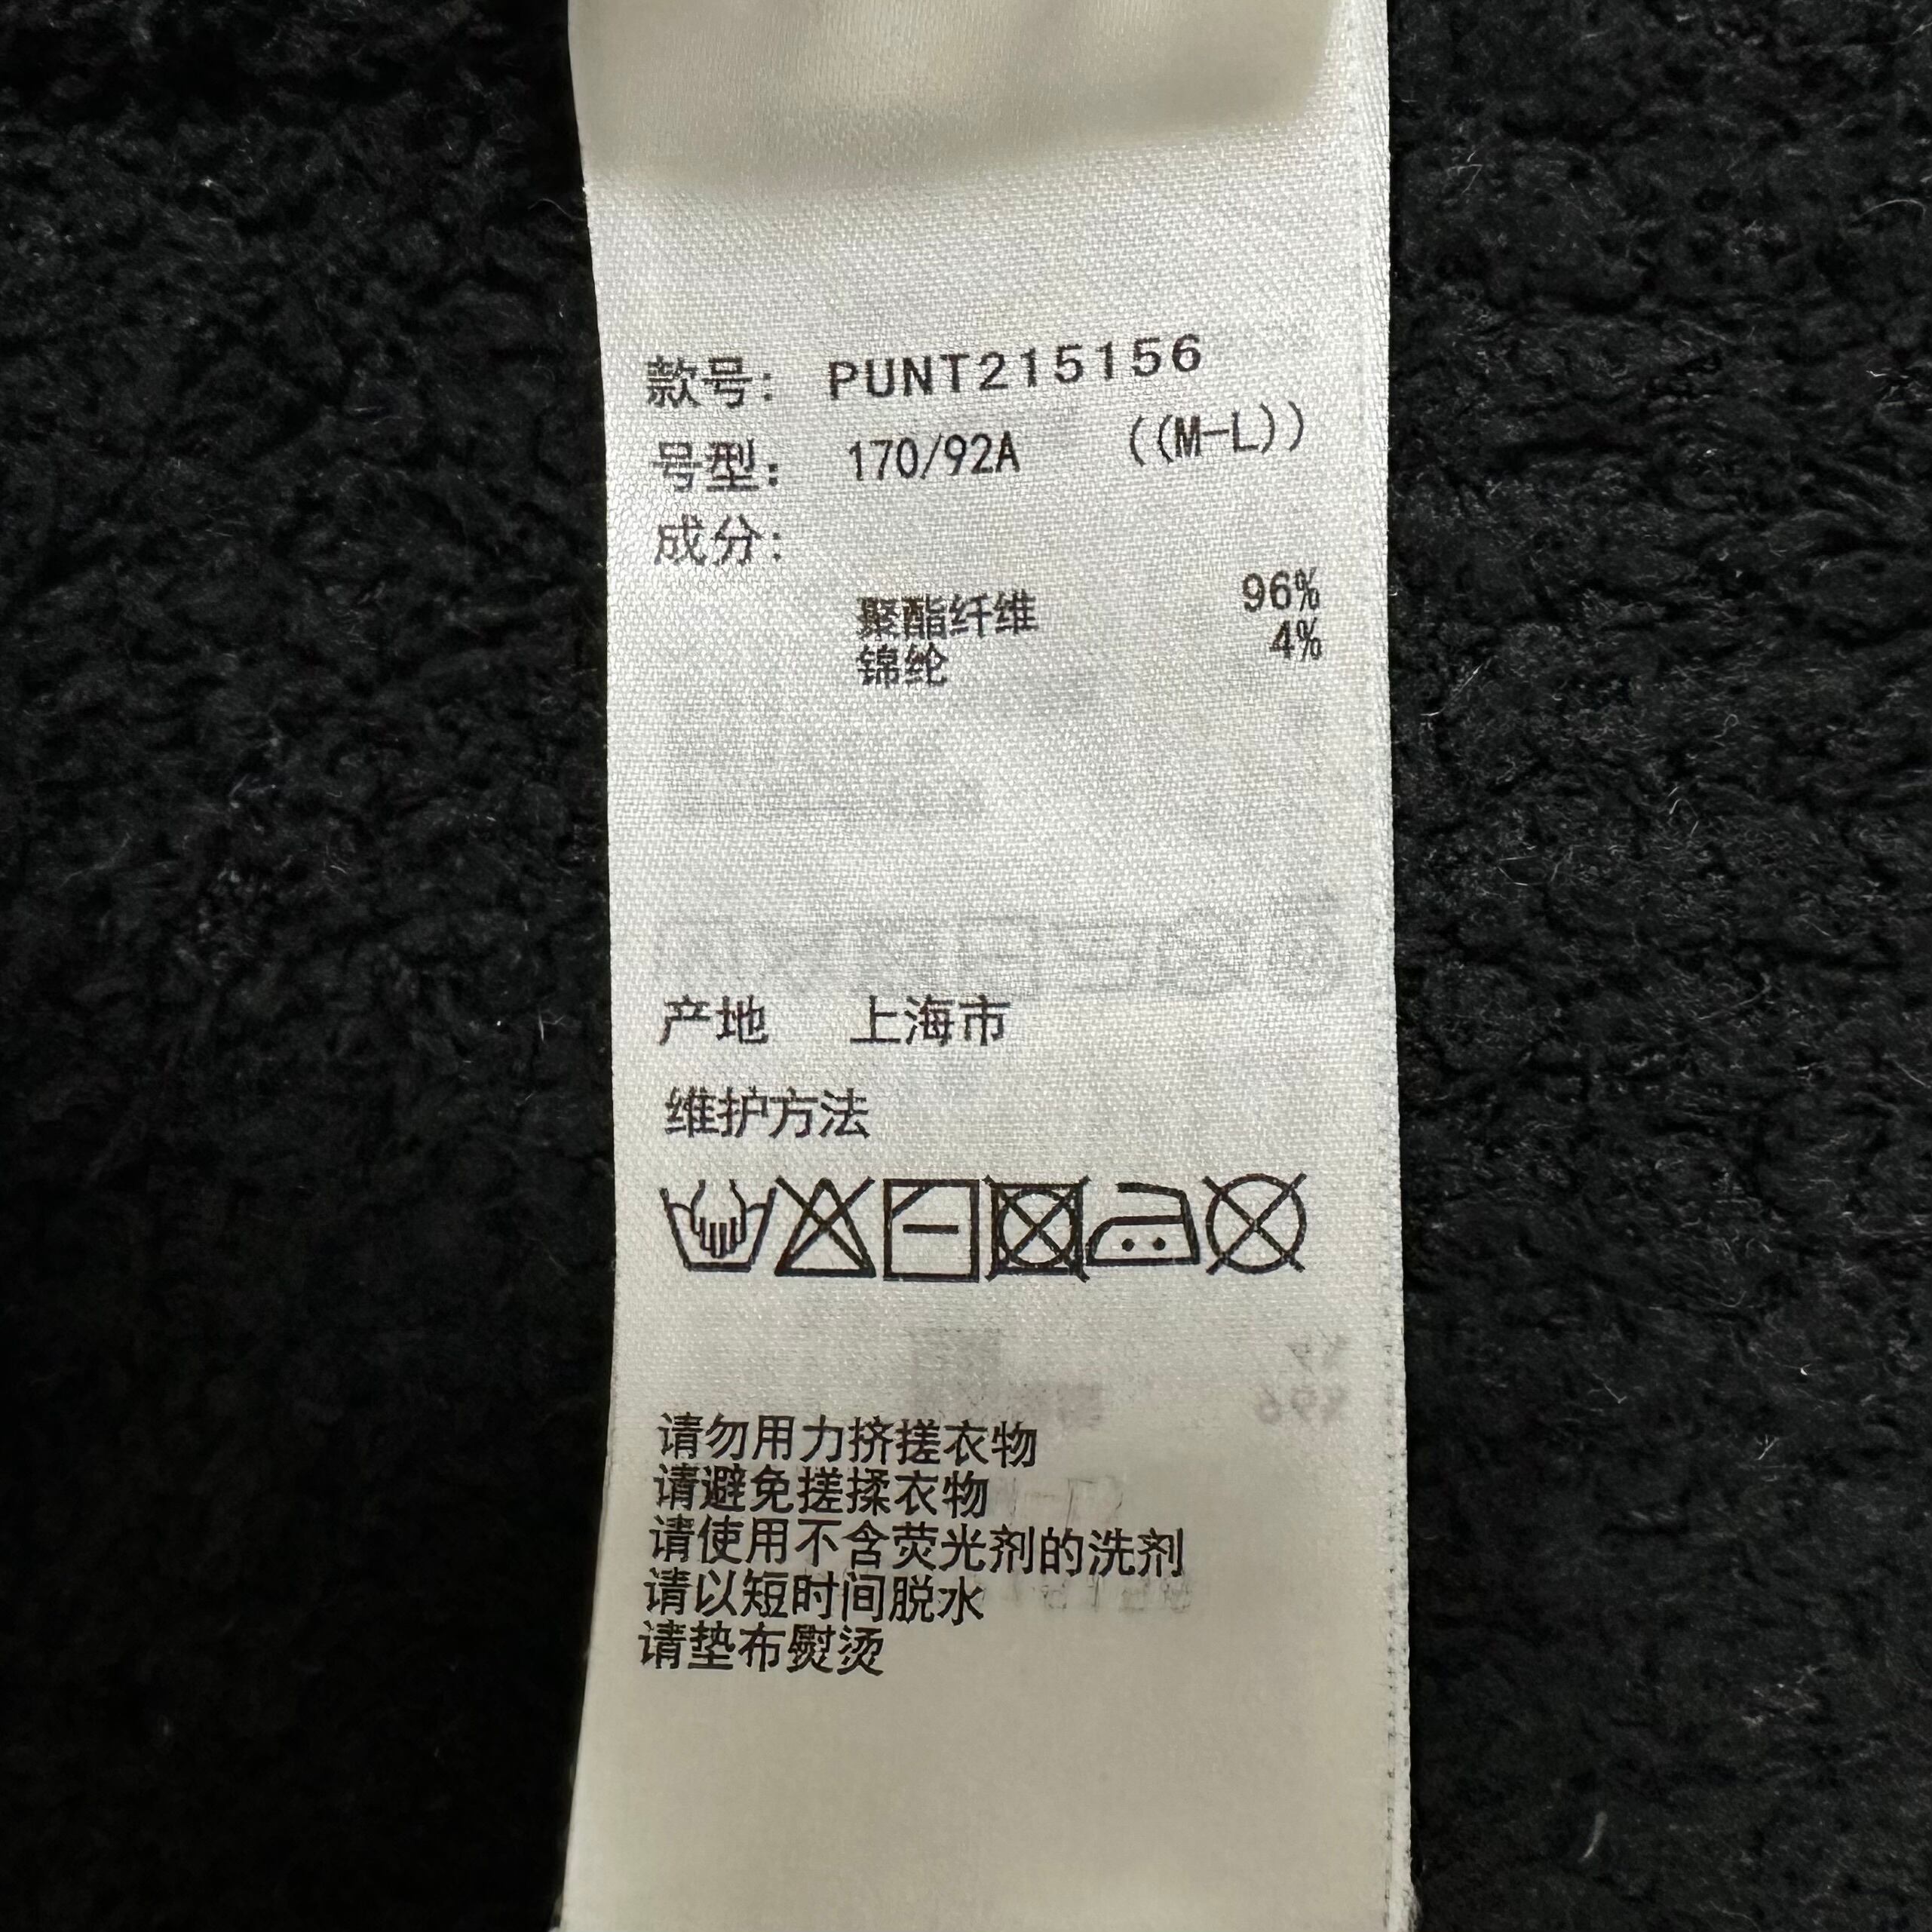 款号: PUNT215156
号型: 170/92A ((M-L))
成分:
聚酯纤维 96%
锦纶 4%
产地 上海市
维护方法
请勿用力挤搓衣物
请避免搓揉衣物
请使用不含荧光剂的洗剂
请以短时间脱水
请垫布熨烫